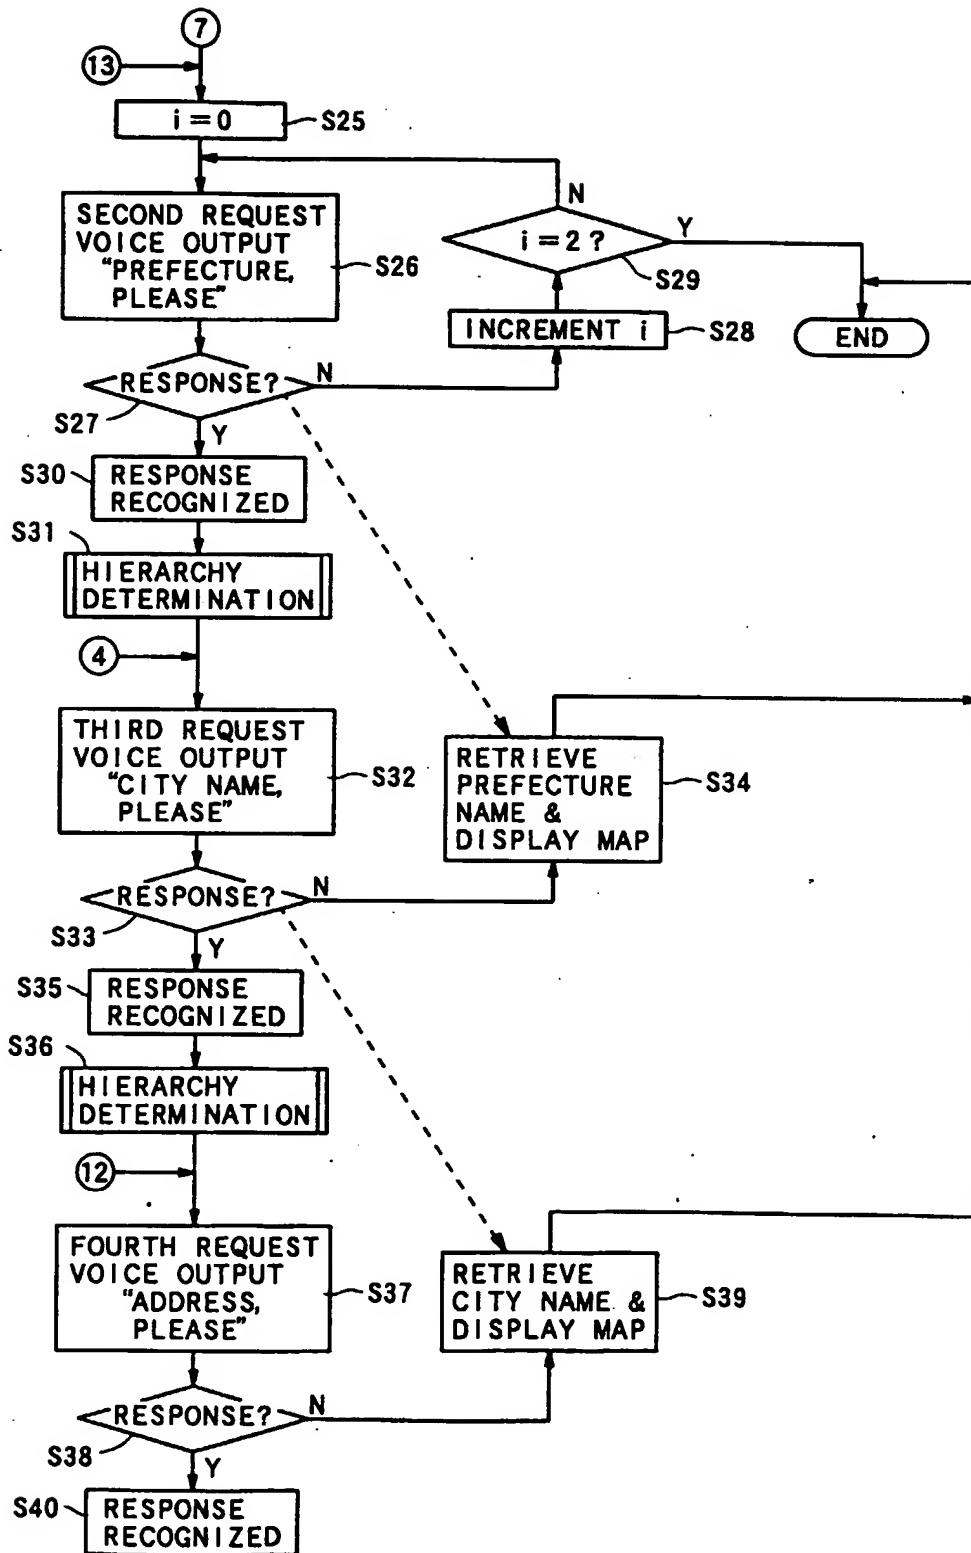 7
13
i=0
S25
SECOND REQUEST
VOICE OUTPUT
"PREFECTURE,
PLEASE"
S26
N
i=2?
Y
S29
INCREMENT i
S28
END
RESPONSE?
N
S27
Y
S30
RESPONSE
RECOGNIZED
S31
HIERARCHY
DETERMINATION
4
THIRD REQUEST
VOICE OUTPUT
"CITY NAME,
PLEASE"
S32
RETRIEVE
PREFECTURE
NAME &
DISPLAY MAP
S34
RESPONSE?
N
S33
Y
S35
RESPONSE
RECOGNIZED
S36
HIERARCHY
DETERMINATION
12
FOURTH REQUEST
VOICE OUTPUT
"ADDRESS,
PLEASE"
S37
RETRIEVE
CITY NAME &
DISPLAY MAP
S39
RESPONSE?
N
S38
Y
S40
RESPONSE
RECOGNIZED